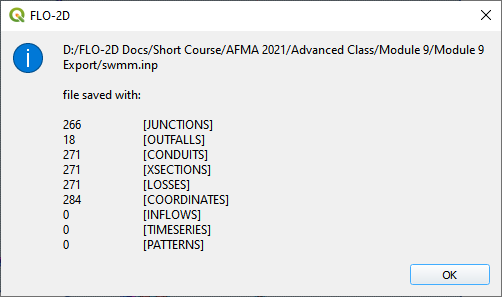 FLO-2D
D:/FLO-2D Docs/Short Course/AFMA 2021/Advanced Class/Module 9/Module 9
Export/swmm.inp
file saved with:
266 [JUNCTIONS]
18 [OUTFALLS]
271 [CONDUITS]
271 [XSECTIONS]
271 [LOSSES]
284 [COORDINATES]
0 [INFLOWS]
0 [TIMESERIES]
0 [PATTERNS]
OK